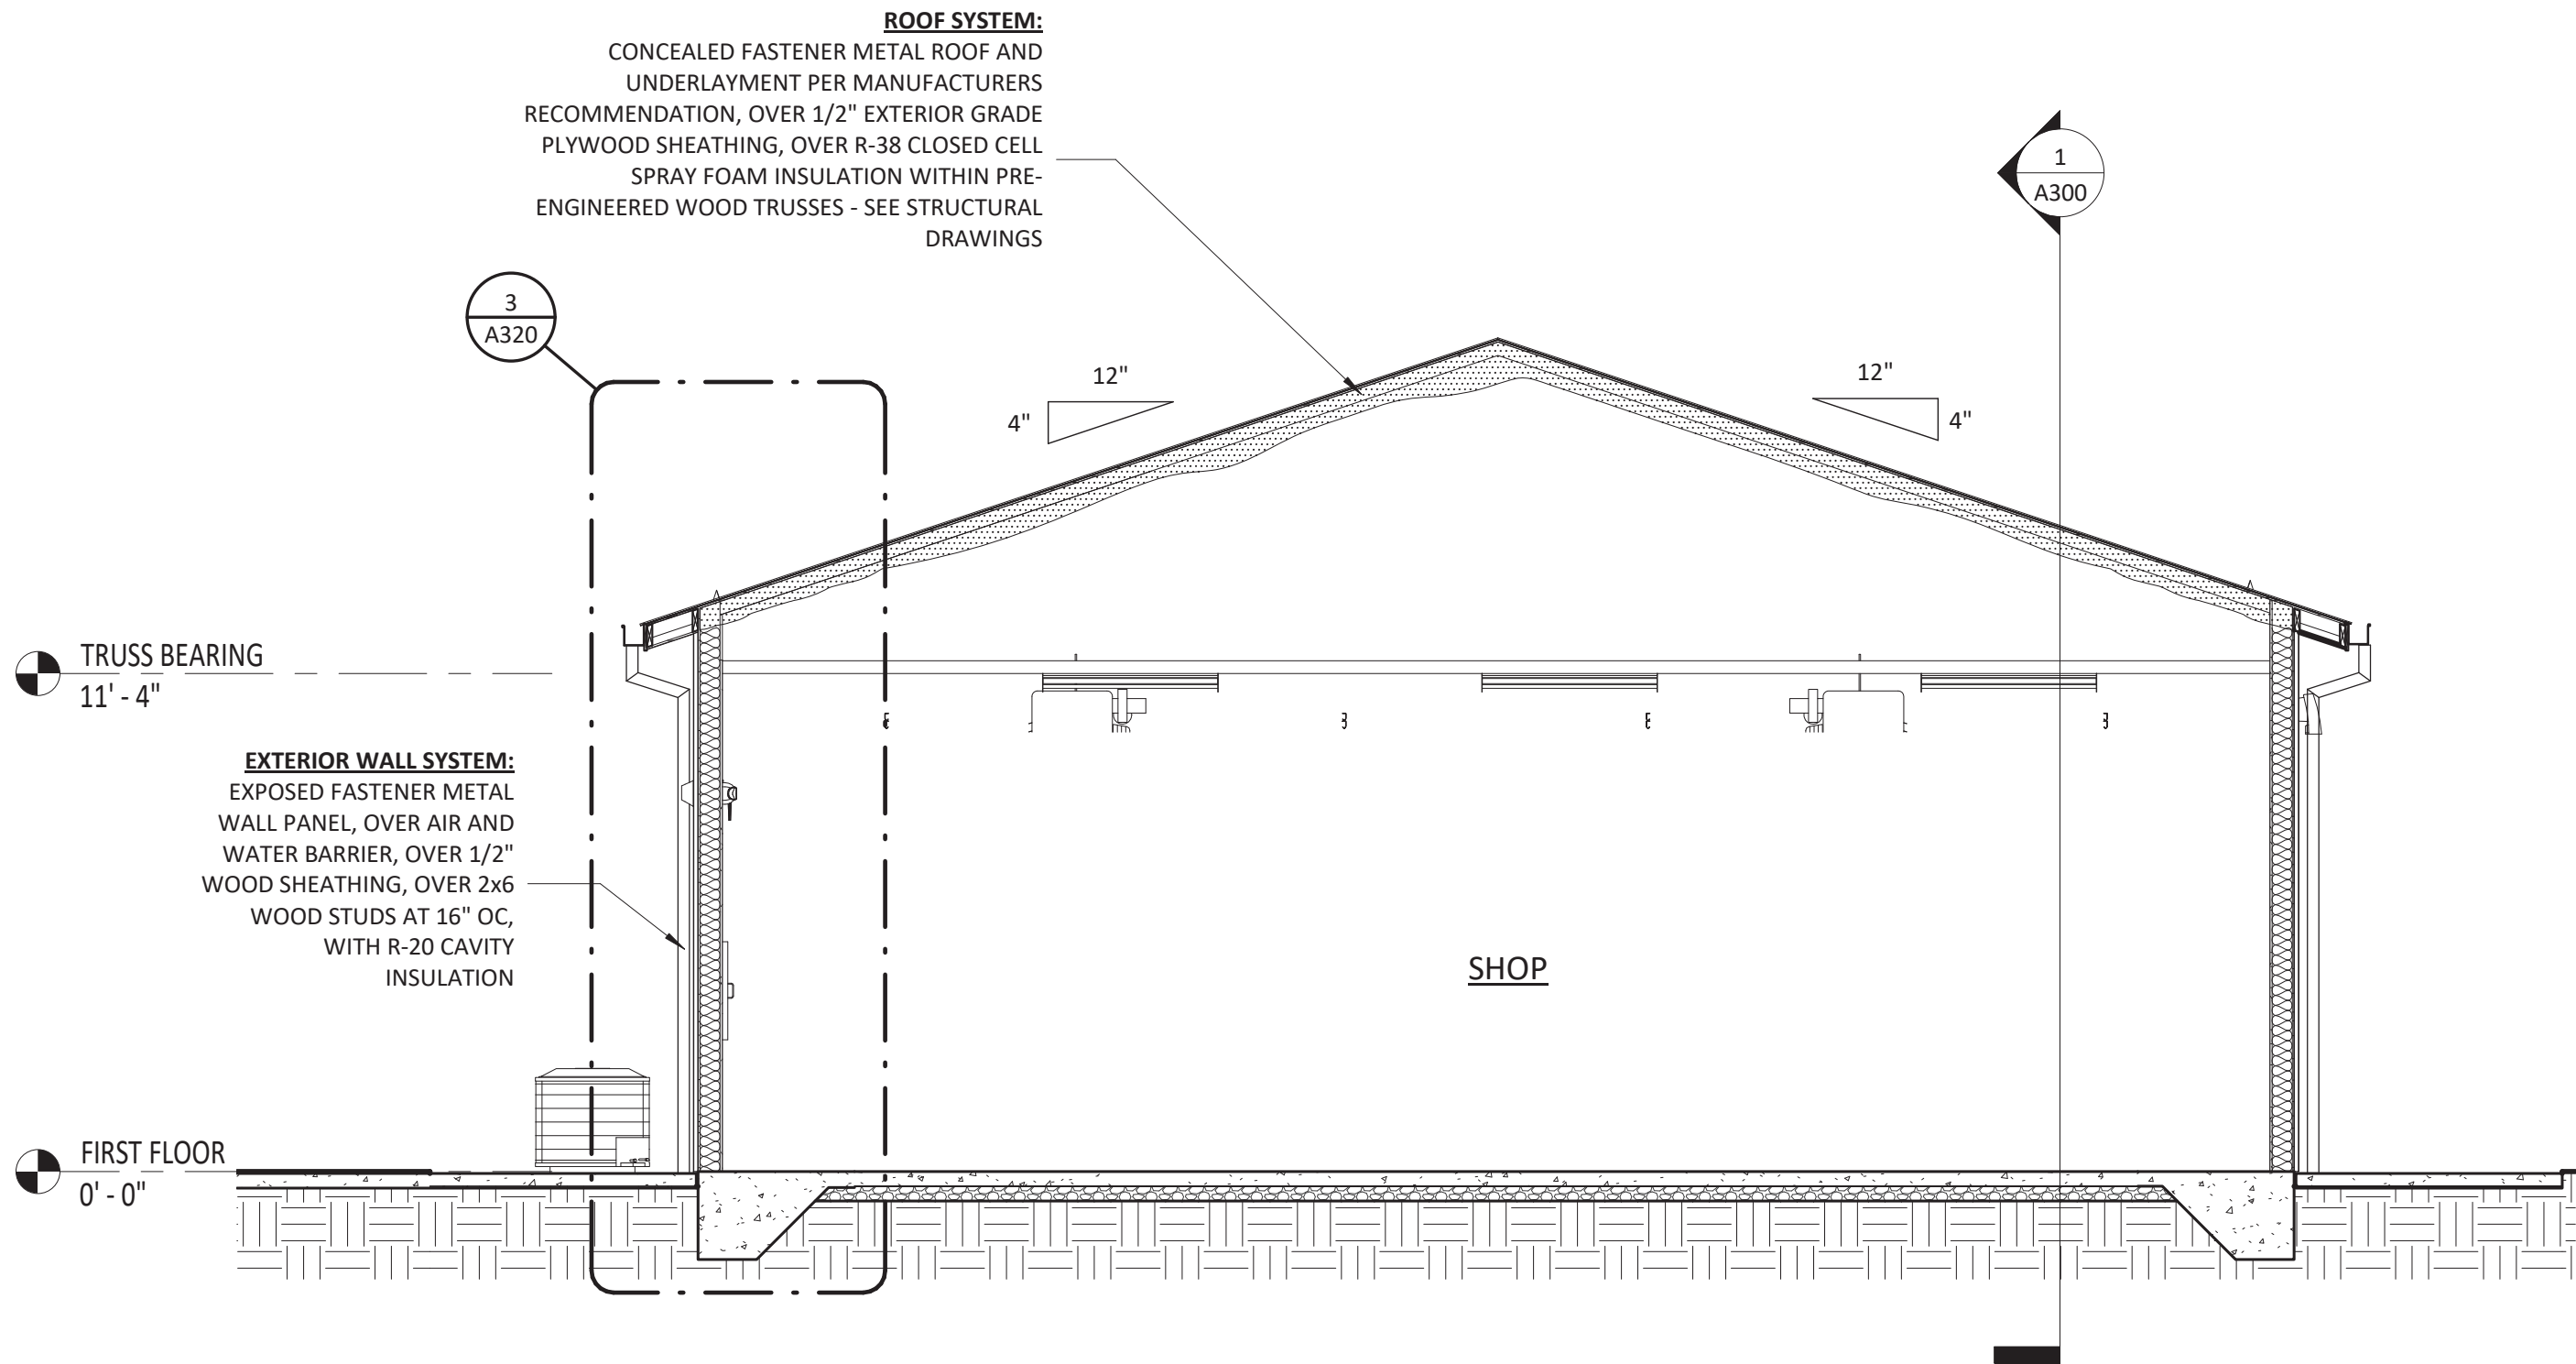 ROOF SYSTEM:
CONCEALED FASTENER METAL ROOF AND
UNDERLAYMENT PER MANUFACTURERS
RECOMMENDATION, OVER 1/2" EXTERIOR GRADE
PLYWOOD SHEATHING, OVER R-38 CLOSED CELL
SPRAY FOAM INSULATION WITHIN PRE-
ENGINEERED WOOD TRUSSES - SEE STRUCTURAL
DRAWINGS
1
A300
3
A320
12"
4"
12"
4"
TRUSS BEARING
11' - 4"
EXTERIOR WALL SYSTEM:
EXPOSED FASTENER METAL
WALL PANEL, OVER AIR AND
WATER BARRIER, OVER 1/2"
WOOD SHEATHING, OVER 2x6
WOOD STUDS AT 16" OC,
WITH R-20 CAVITY
INSULATION
SHOP
FIRST FLOOR
0' - 0"